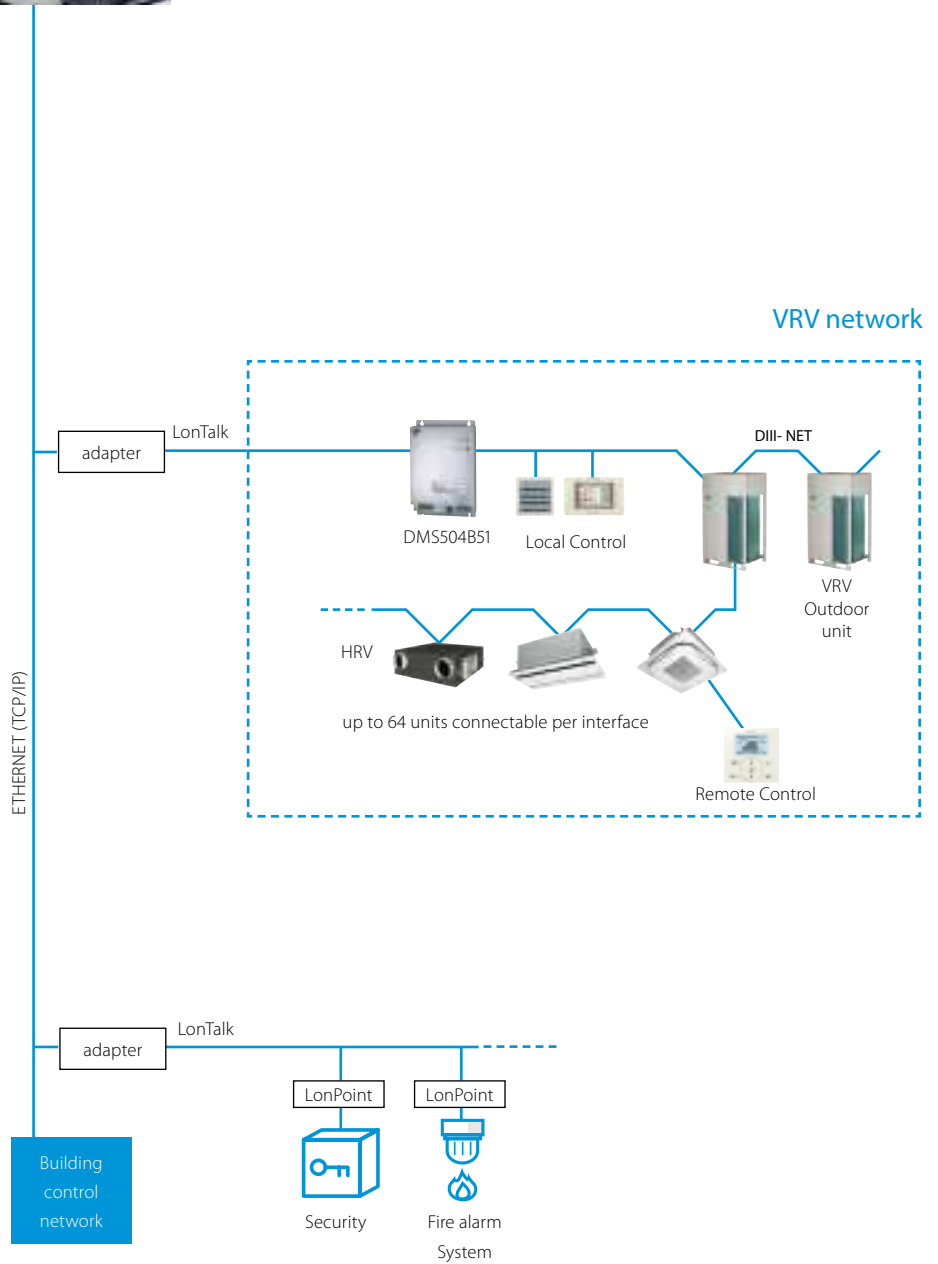 VRV network
LonTalk
adapter
DIII- NET
DMS504B51
Local Control
VRV
Outdoor
unit
HRV
up to 64 units connectable per interface
Remote Control
ETHERNET (TCP/IP)
LonTalk
adapter
LonPoint
LonPoint
Building
control
network
Security
Fire alarm
System